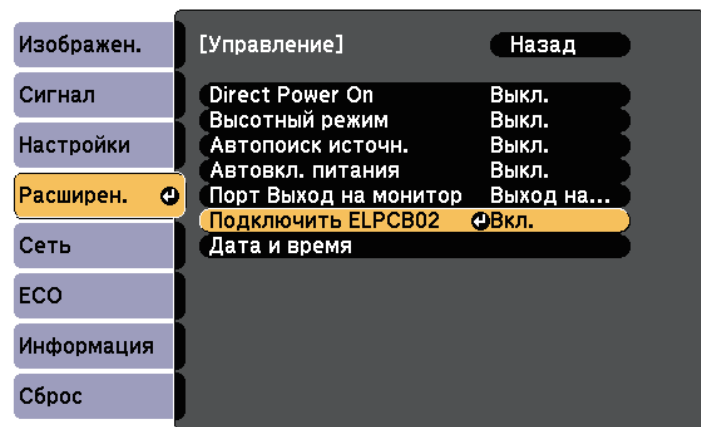 Изображен.
Сигнал
Настройки
Расширен.
Сеть
ECO
Информация
Сброс
[Управление] Назад
Direct Power On Выкл.
Высотный режим Выкл.
Автопоиск источн. Выкл.
Автовкл. питания Выкл.
Порт Выход на монитор Выход на...
Подключить ELPCB02 Вкл.
Дата и время